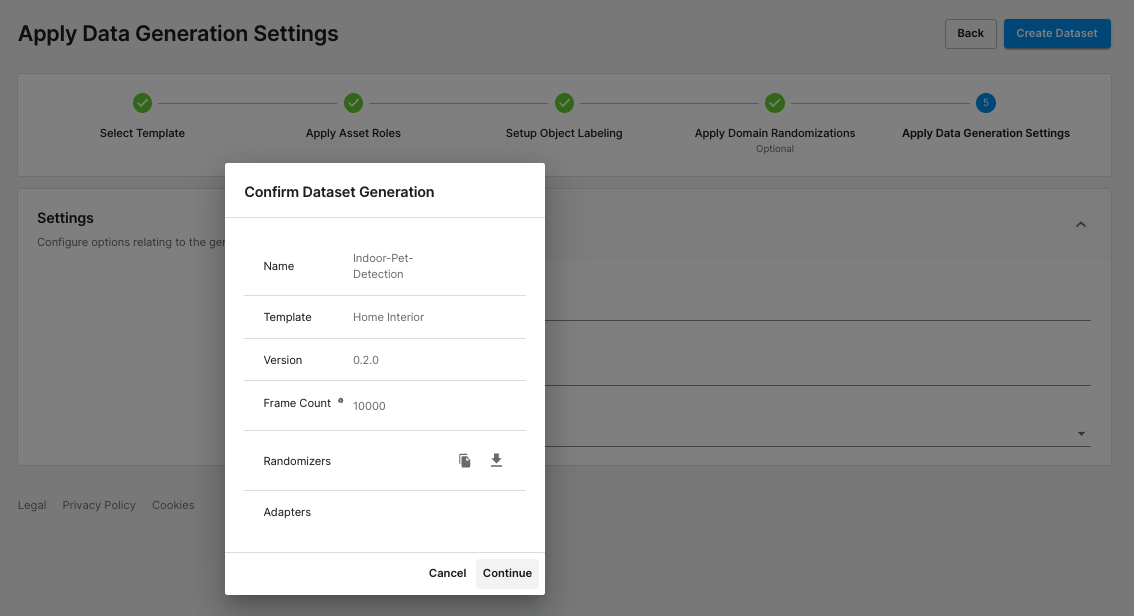 Apply Data Generation Settings
Back
Create Dataset
5
Select Template
Apply Asset Roles
Setup Object Labeling
Apply Domain Randomizations
Optional
Apply Data Generation Settings
Settings
Configure options relating to the
Confirm Dataset Generation
Name
Indoor-Pet-
Detection
Template
Home Interior
Version
0.2.0
Frame Count
10000
Randomizers
Adapters
Cancel
Continue
Legal
Privacy Policy
Cookies